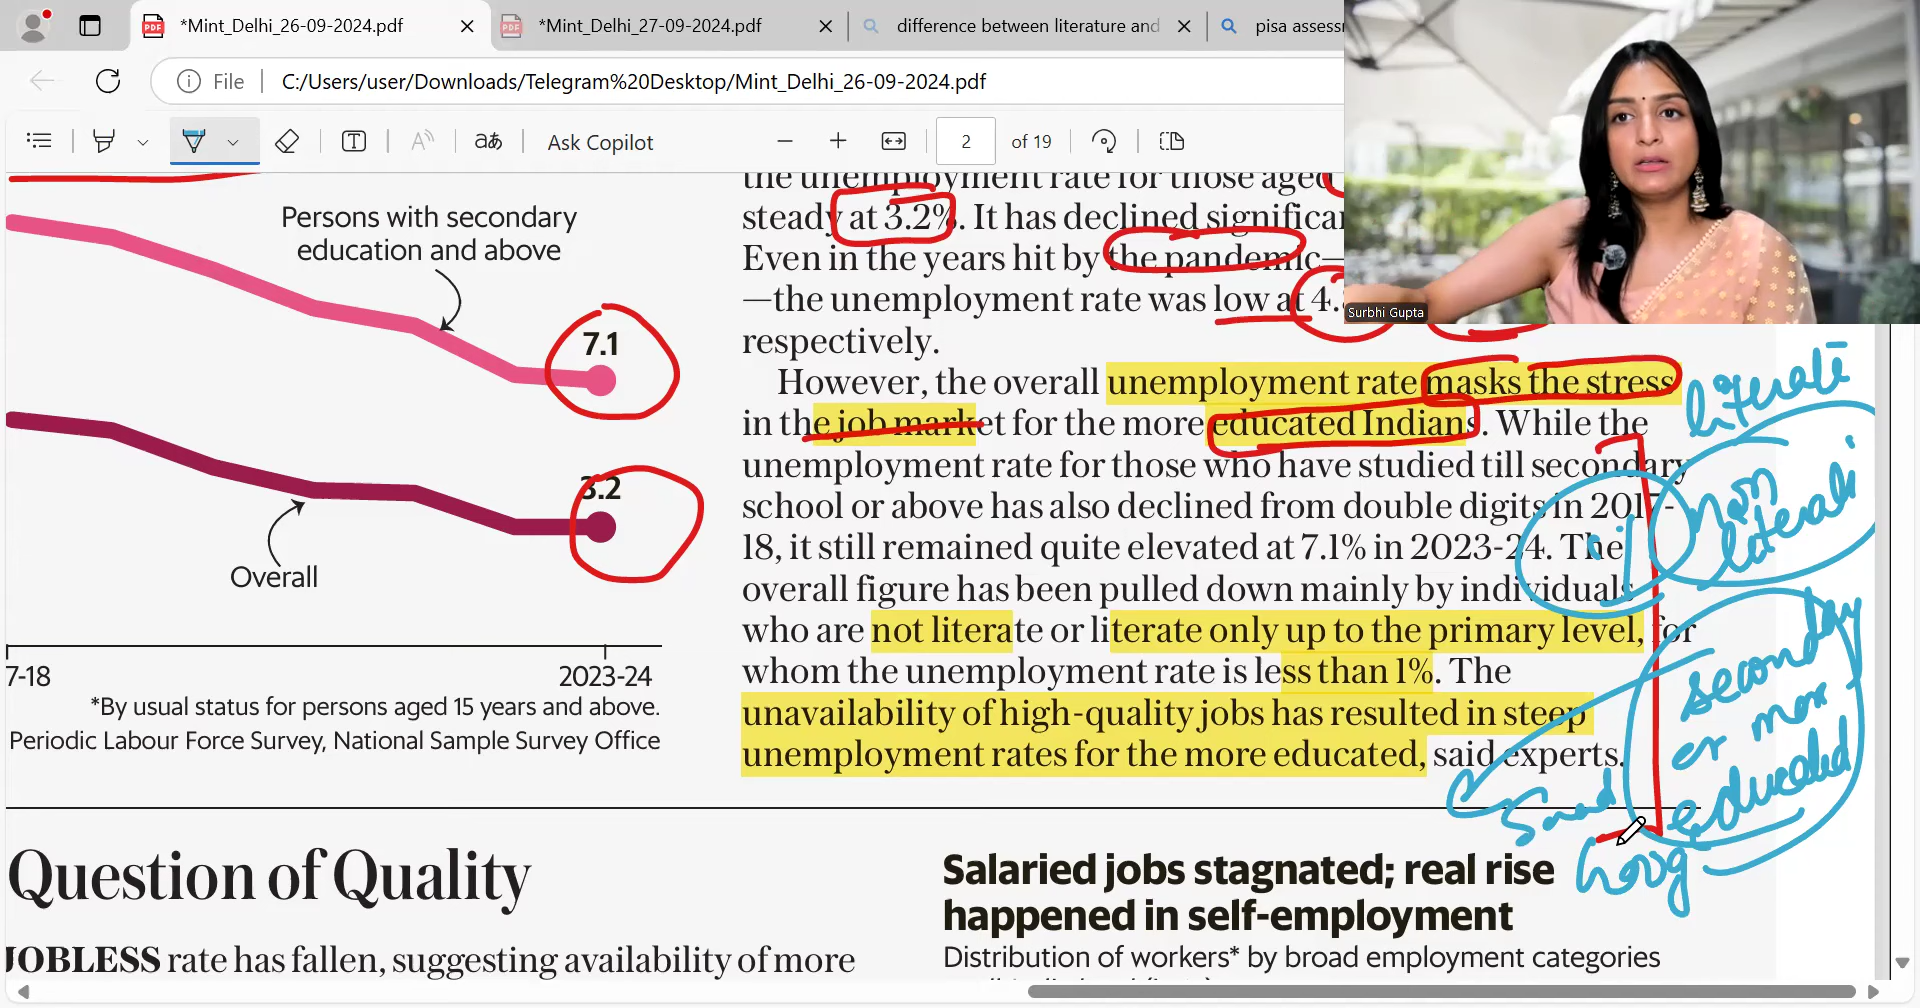 *Mint_Delhi_26-09-2024.pdf
*Mint_Delhi_27-09-2024.pdf
difference between literature and
pisa assessr
File
C:/Users/user/Downloads/Telegram%20Desktop/Mint_Delhi_26-09-2024.pdf
aあ
Ask Copilot
2
of 19
Surbhi Gupta
Persons with secondary
education and above
7.1
3.2
Overall
7-18
2023-24
*By usual status for persons aged 15 years and above.
Periodic Labour Force Survey, National Sample Survey Office
the unemployment rate for those aged
steady at 3.2%. It has declined significan
Even in the years hit by the pandemic—
—the unemployment rate was low at 4.
respectively.
However, the overall unemployment rate masks the stress
in the job market for the more educated Indians. While the
unemployment rate for those who have studied till secondary
school or above has also declined from double digits in 2017-
18, it still remained quite elevated at 7.1% in 2023-24. The
overall figure has been pulled down mainly by individuals
who are not literate or literate only up to the primary level, for
whom the unemployment rate is less than 1%. The
unavailability of high-quality jobs has resulted in steep
unemployment rates for the more educated, said experts.
literate
non
literate
secondary
or more
educated
Question of Quality
JOBLESS rate has fallen, suggesting availability of more
Salaried jobs stagnated; real rise
happened in self-employment
Distribution of workers* by broad employment categories